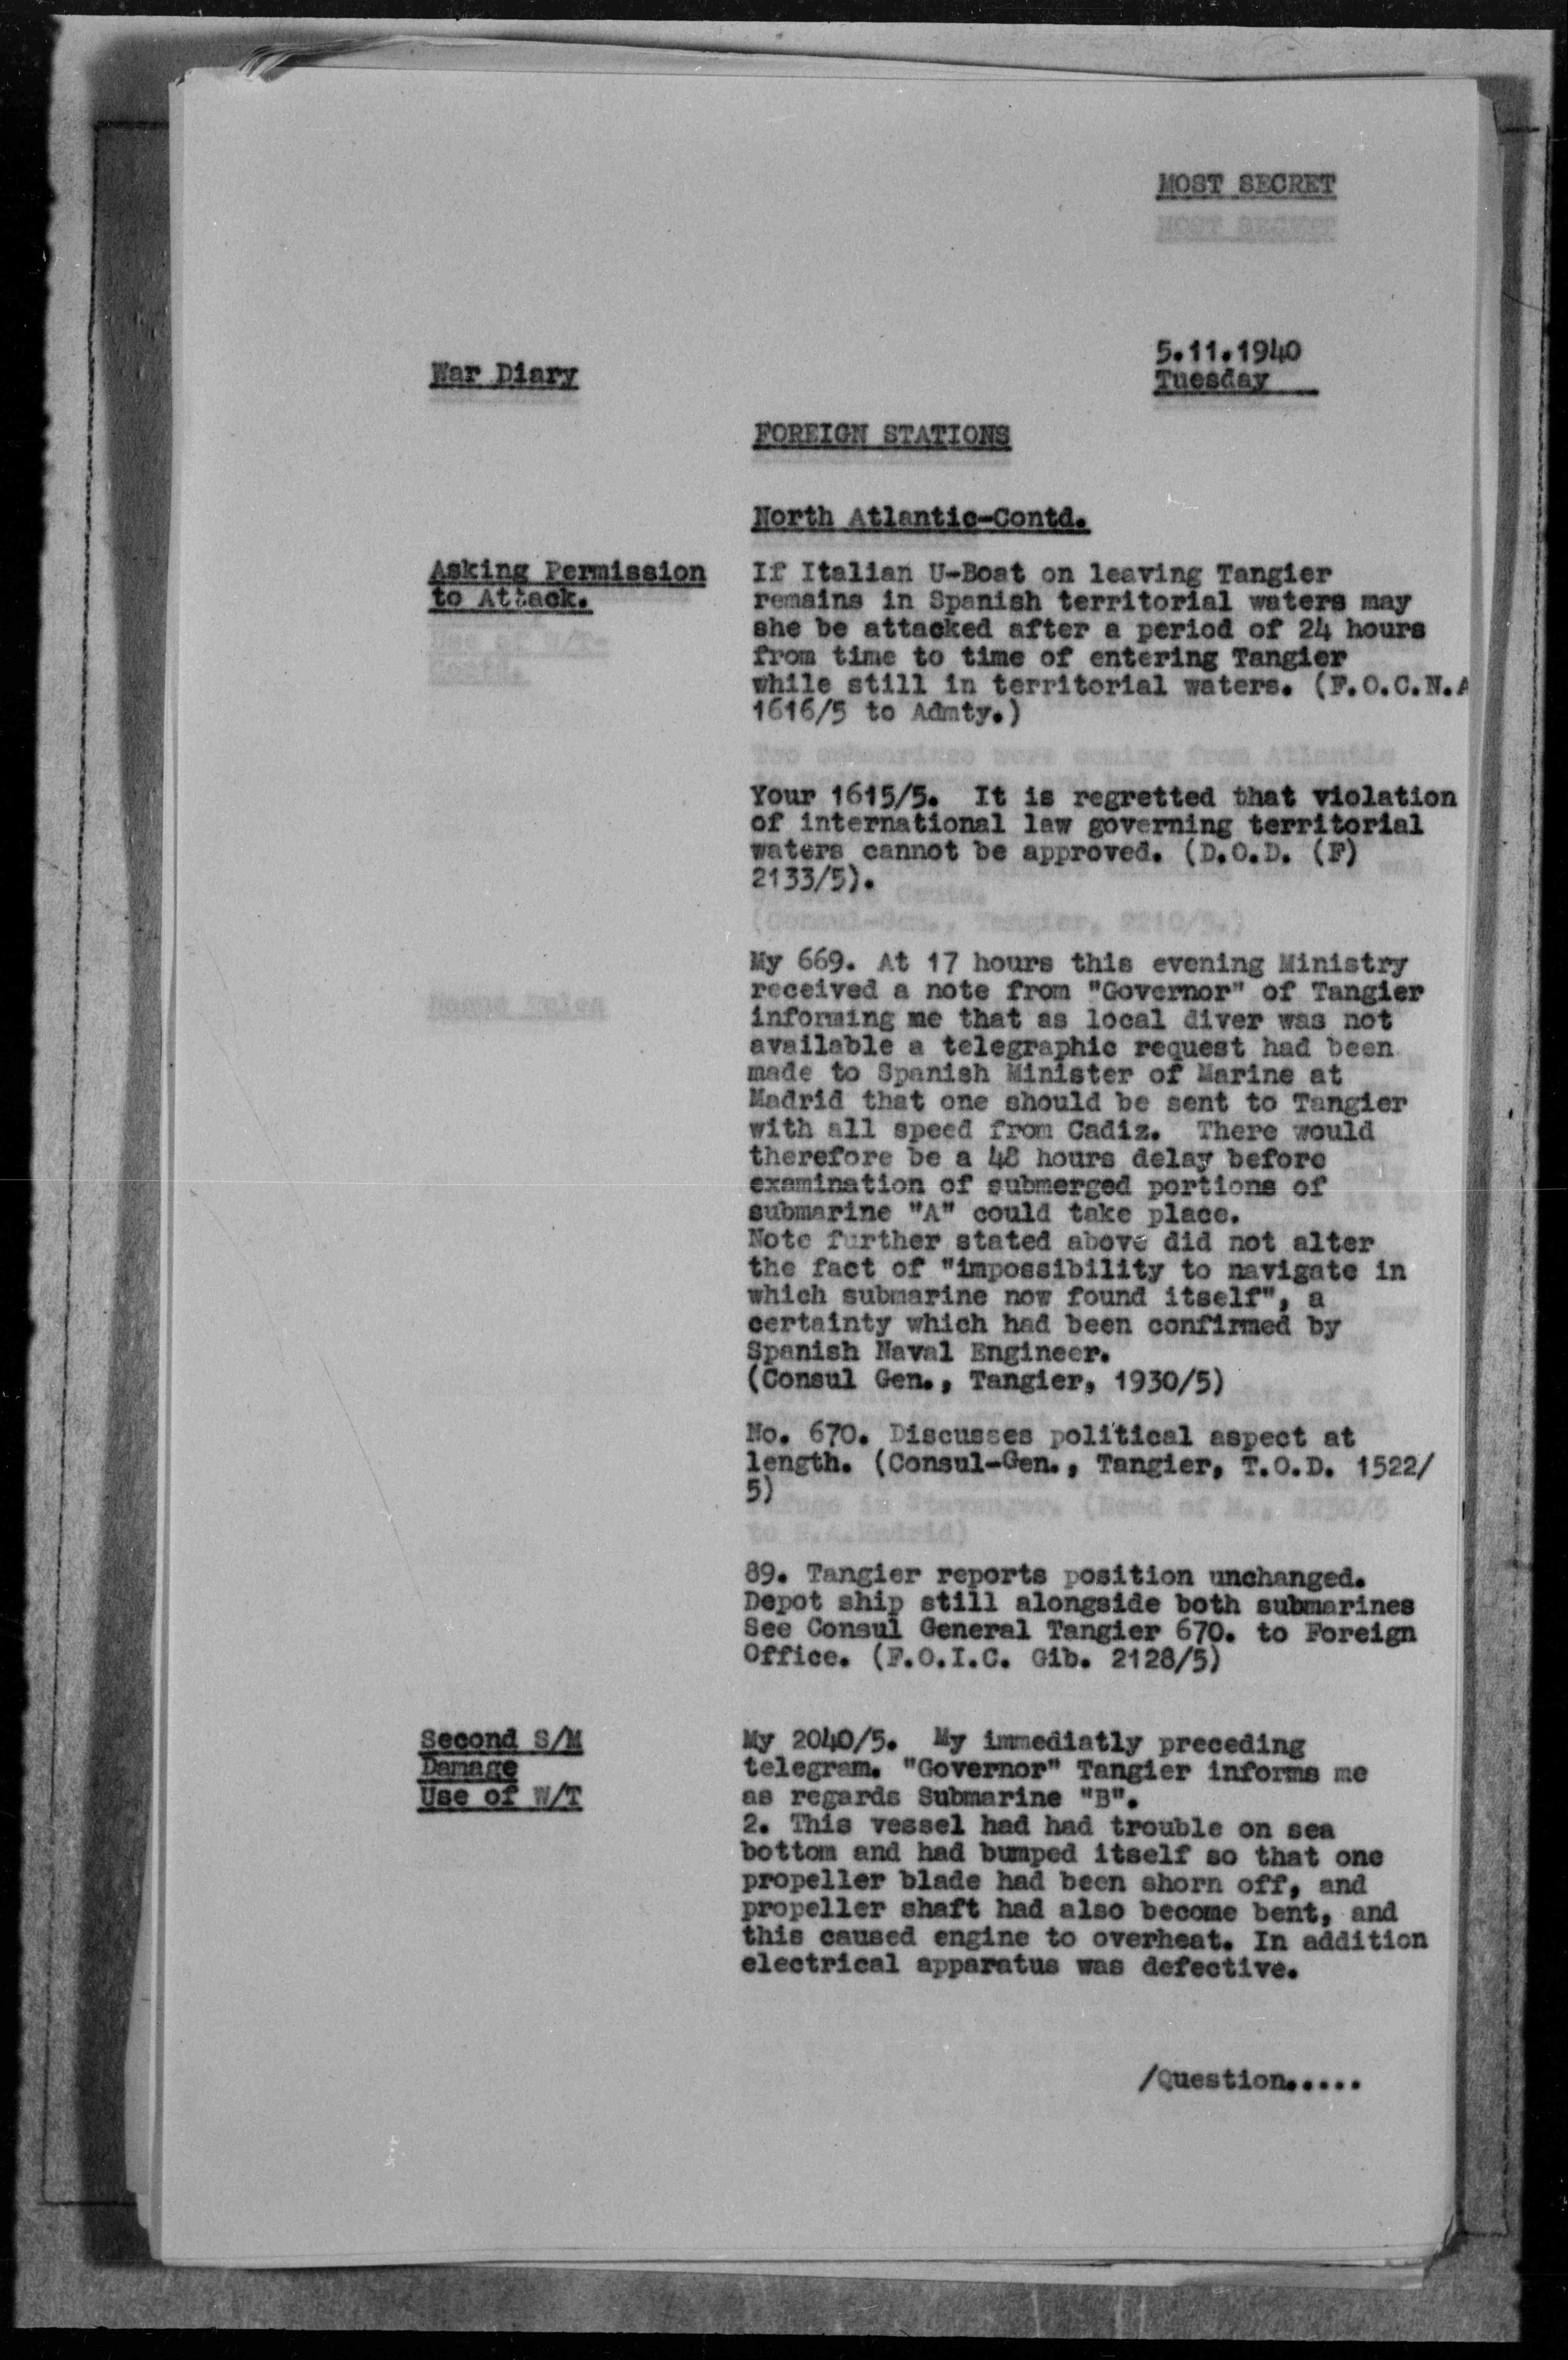 MOST SECRET
War Diary
5.11.1940
Tuesday
FOREIGN STATIONS
North Atlantic-Contd.
Asking Permission
to Attack.
If Italian U-Boat on leaving Tangier
remains in Spanish territorial waters may
she be attacked after a period of 24 hours
from time to time of entering Tangier
while still in territorial waters. (F.O.C.N.A
1616/5 to Admty.)
Your 1615/5. It is regretted that violation
of international law governing territorial
waters cannot be approved. (D.O.D. (F)
2133/5).
My 669. At 17 hours this evening Ministry
received a note from "Governor" of Tangier
informing me that as local diver was not
available a telegraphic request had been
made to Spanish Minister of Marine at
Madrid that one should be sent to Tangier
with all speed from Cadiz. There would
therefore be a 48 hours delay before
examination of submerged portions of
submarine "A" could take place.
Note further stated above did not alter
the fact of "impossibility to navigate in
which submarine now found itself", a
certainty which had been confirmed by
Spanish Naval Engineer.
(Consul Gen., Tangier, 1930/5)
No. 670. Discusses political aspect at
length. (Consul-Gen., Tangier, T.O.D. 1522/
5)
89. Tangier reports position unchanged.
Depot ship still alongside both submarines
See Consul General Tangier 670. to Foreign
Office. (F.O.I.C. Gib. 2128/5)
Second S/M
Damage
Use of W/T
My 2040/5. My immediatly preceding
telegram. "Governor" Tangier informs me
as regards Submarine "B".
2. This vessel had had trouble on sea
bottom and had bumped itself so that one
propeller blade had been shorn off, and
propeller shaft had also become bent, and
this caused engine to overheat. In addition
electrical apparatus was defective.
/Question.....